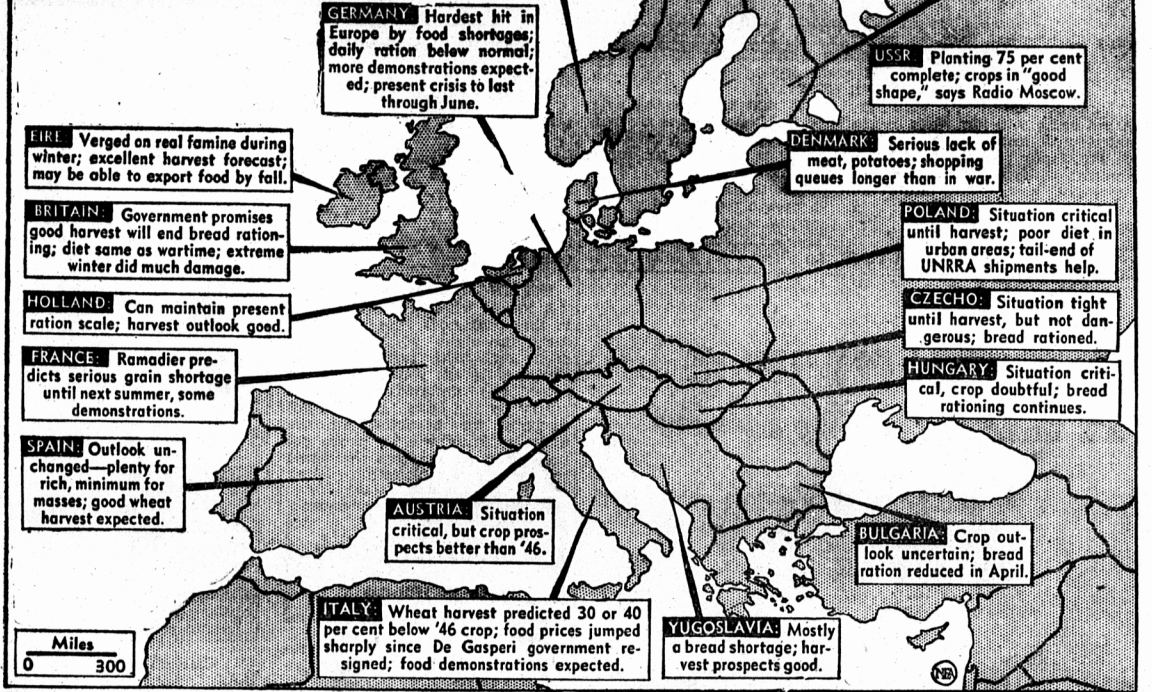 GERMANY: Hardest hit in
Europe by food shortages;
daily ration below normal;
more demonstrations expect-
ed; present crisis to last
through June.
USSR: Planting 75 per cent
complete; crops in "good
shape," says Radio Moscow.
EIRE: Verged on real famine during
winter; excellent harvest forecast;
may be able to export food by fall.
DENMARK: Serious lack of
meat, potatoes; shopping
queues longer than in war.
BRITAIN: Government promises
good harvest will end bread ration-
ing; diet same as wartime; extreme
winter did much damage.
POLAND: Situation critical
until harvest; poor diet in
urban areas; tail-end of
UNRRA shipments help.
HOLLAND: Can maintain present
ration scale; harvest outlook good.
CZECHO: Situation tight
until harvest, but not dan-
gerous; bread rationed.
FRANCE: Ramadier pre-
dicts serious grain shortage
until next summer, some
demonstrations.
HUNGARY: Situation criti-
cal, crop doubtful; bread
rationing continues.
SPAIN: Outlook un-
changed—plenty for
rich, minimum for
masses; good wheat
harvest expected.
AUSTRIA: Situation
critical, but crop pros-
pects better than '46.
BULGARIA: Crop out-
look uncertain; bread
ration reduced in April.
ITALY: Wheat harvest predicted 30 or 40
per cent below '46 crop; food prices jumped
sharply since De Gasperi government re-
signed; food demonstrations expected.
YUGOSLAVIA: Mostly
a bread shortage; har-
vest prospects good.
Miles
0 300
NEA